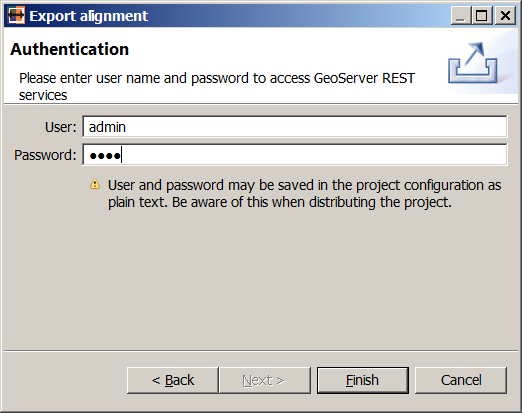 Export alignment
Authentication
Please enter user name and password to access GeoServer REST
services
User: admin
Password: ●●●●
User and password may be saved in the project configuration as
plain text. Be aware of this when distributing the project.
< Back Next > Finish Cancel